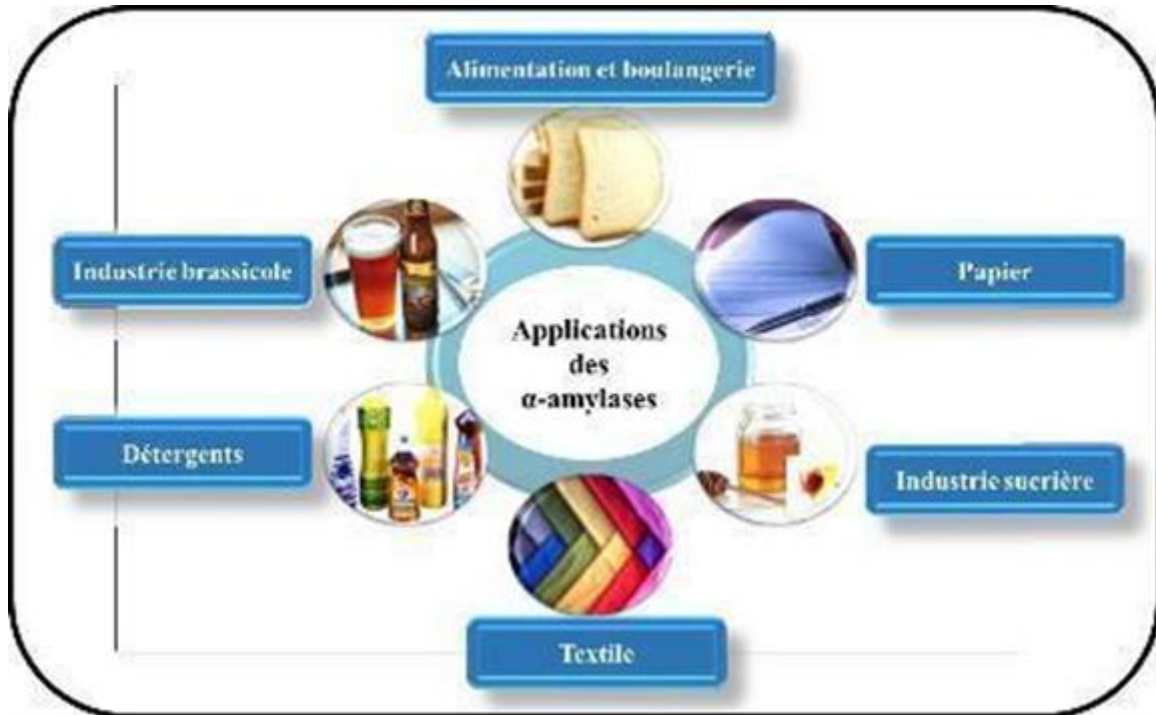 Alimentation et boulangerie
Industrie brassicole
Papier
Applications
des
α-amylases
Détergents
Industrie sucrière
Textile